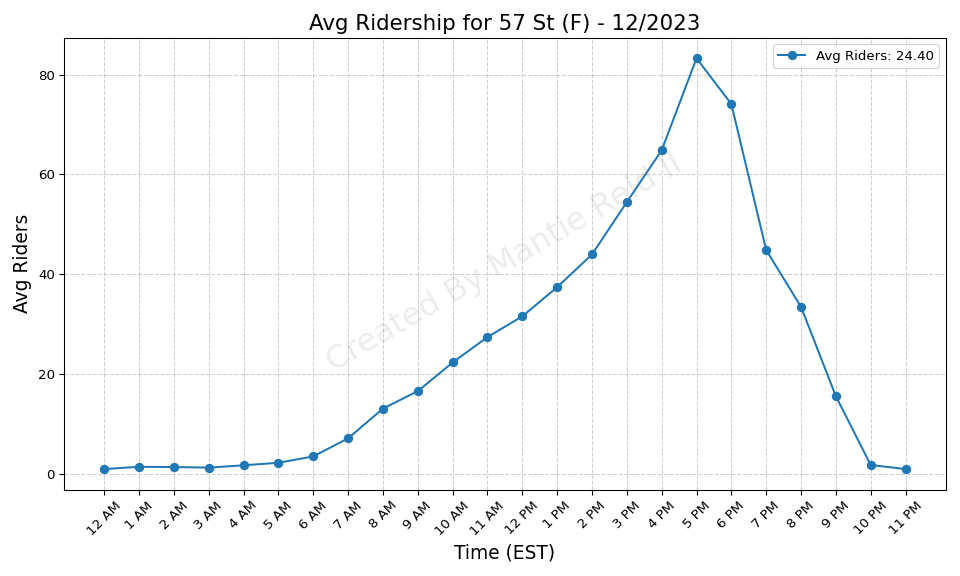 Avg Ridership for 57 St (F) - 12/2023
Avg Riders: 24.40
Avg Riders
80
60
40
20
0
Created By Mantie Reid II
12 AM
1 AM
2 AM
3 AM
4 AM
5 AM
6 AM
7 AM
8 AM
9 AM
10 AM
11 AM
12 PM
1 PM
2 PM
3 PM
4 PM
5 PM
6 PM
7 PM
8 PM
9 PM
10 PM
11 PM
Time (EST)